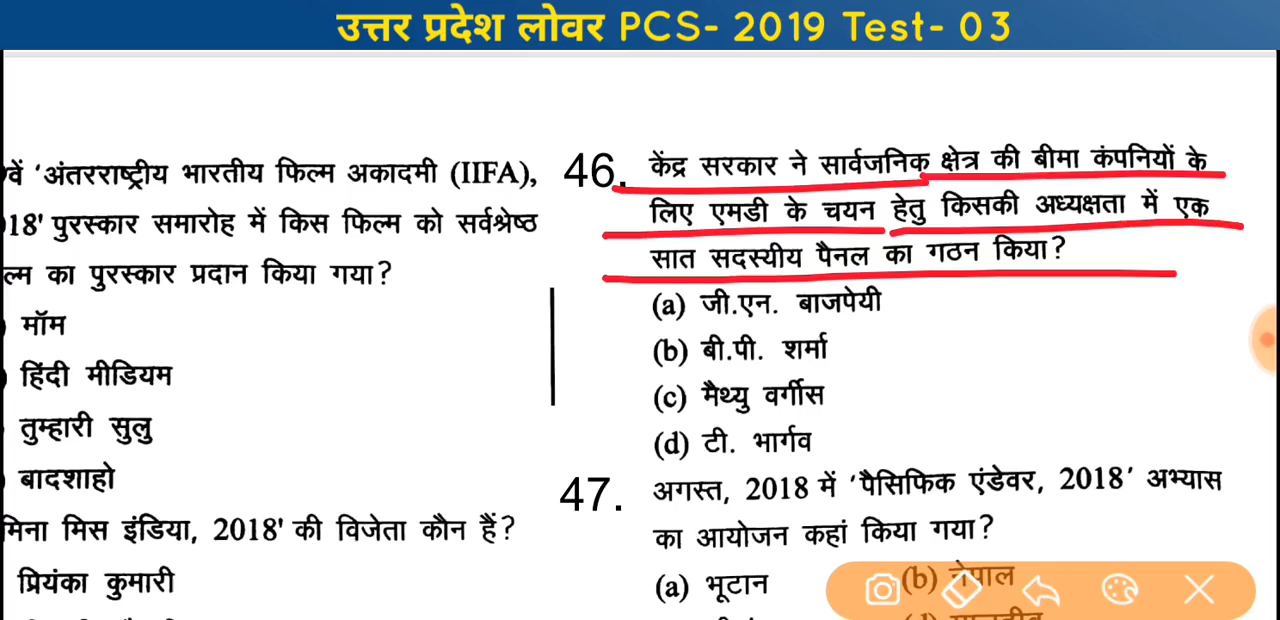 उत्तर प्रदेश लोवर PCS- 2019 Test- 03
वें 'अंतरराष्ट्रीय भारतीय फिल्म अकादमी (IIFA),
18' पुरस्कार समारोह में किस फिल्म को सर्वश्रेष्ठ
ल्म का पुरस्कार प्रदान किया गया?
मॉम
हिंदी मीडियम
तुम्हारी सुलु
बादशाहो
मिना मिस इंडिया, 2018' की विजेता कौन हैं?
प्रियंका कुमारी
46. केंद्र सरकार ने सार्वजनिक क्षेत्र की बीमा कंपनियों के
लिए एमडी के चयन हेतु किसकी अध्यक्षता में एक
सात सदस्यीय पैनल का गठन किया?
(a) जी.एन. बाजपेयी
(b) बी.पी. शर्मा
(c) मैथ्यु वर्गीस
(d) टी. भार्गव
47. अगस्त, 2018 में 'पैसिफिक एंडेवर, 2018' अभ्यास
का आयोजन कहां किया गया?
(a) भूटान (b) नेपाल